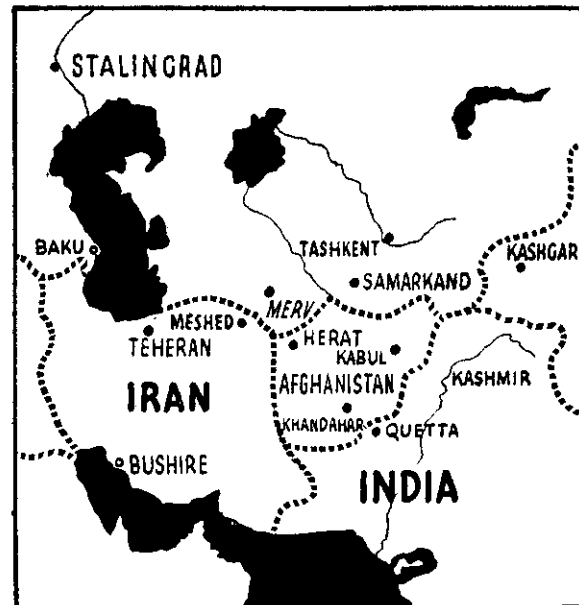 STALINGRAD
BAKU
TASHKENT
KASHGAR
SAMARKAND
MERV
MESHED
TEHERAN
HERAT
KABUL
IRAN
AFGHANISTAN
KASHMIR
KHANDAHAR
QUETTA
BUSHIRE
INDIA